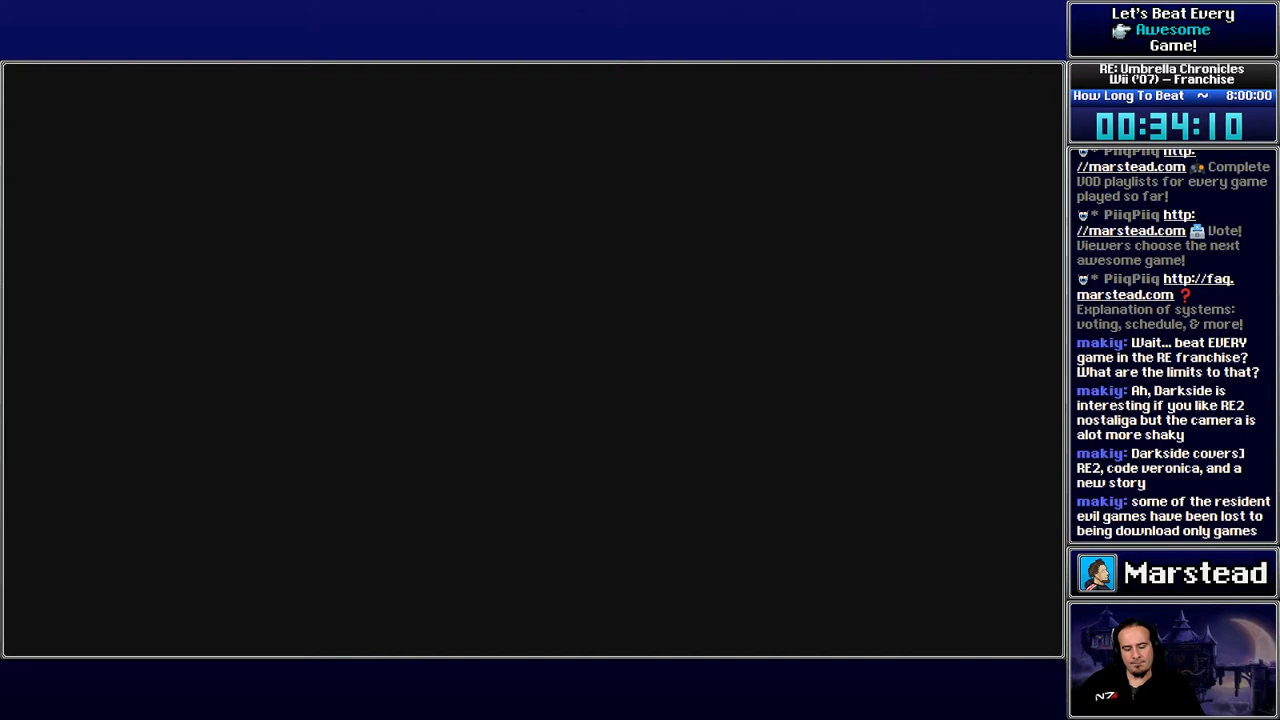 Let's Beat Every
Awesome
Game!
RE: Umbrella Chronicles
Wii ('07) – Franchise
How Long To Beat ~ 8:00:00
00:34:10
* PiiqPiiq http:
//marstead.com Complete
VOD playlists for every game
played so far!
* PiiqPiiq http:
//marstead.com Vote!
Viewers choose the next
awesome game!
* PiiqPiiq http://faq.
marstead.com ❓
Explanation of systems:
voting, schedule, & more!
makiy: Wait... beat EVERY
game in the RE franchise?
What are the limits to that?
makiy: Ah, Darkside is
interesting if you like RE2
nostaliga but the camera is
alot more shaky
makiy: Darkside covers]
RE2, code veronica, and a
new story
makiy: some of the resident
evil games have been lost to
being download only games
Marstead
N7